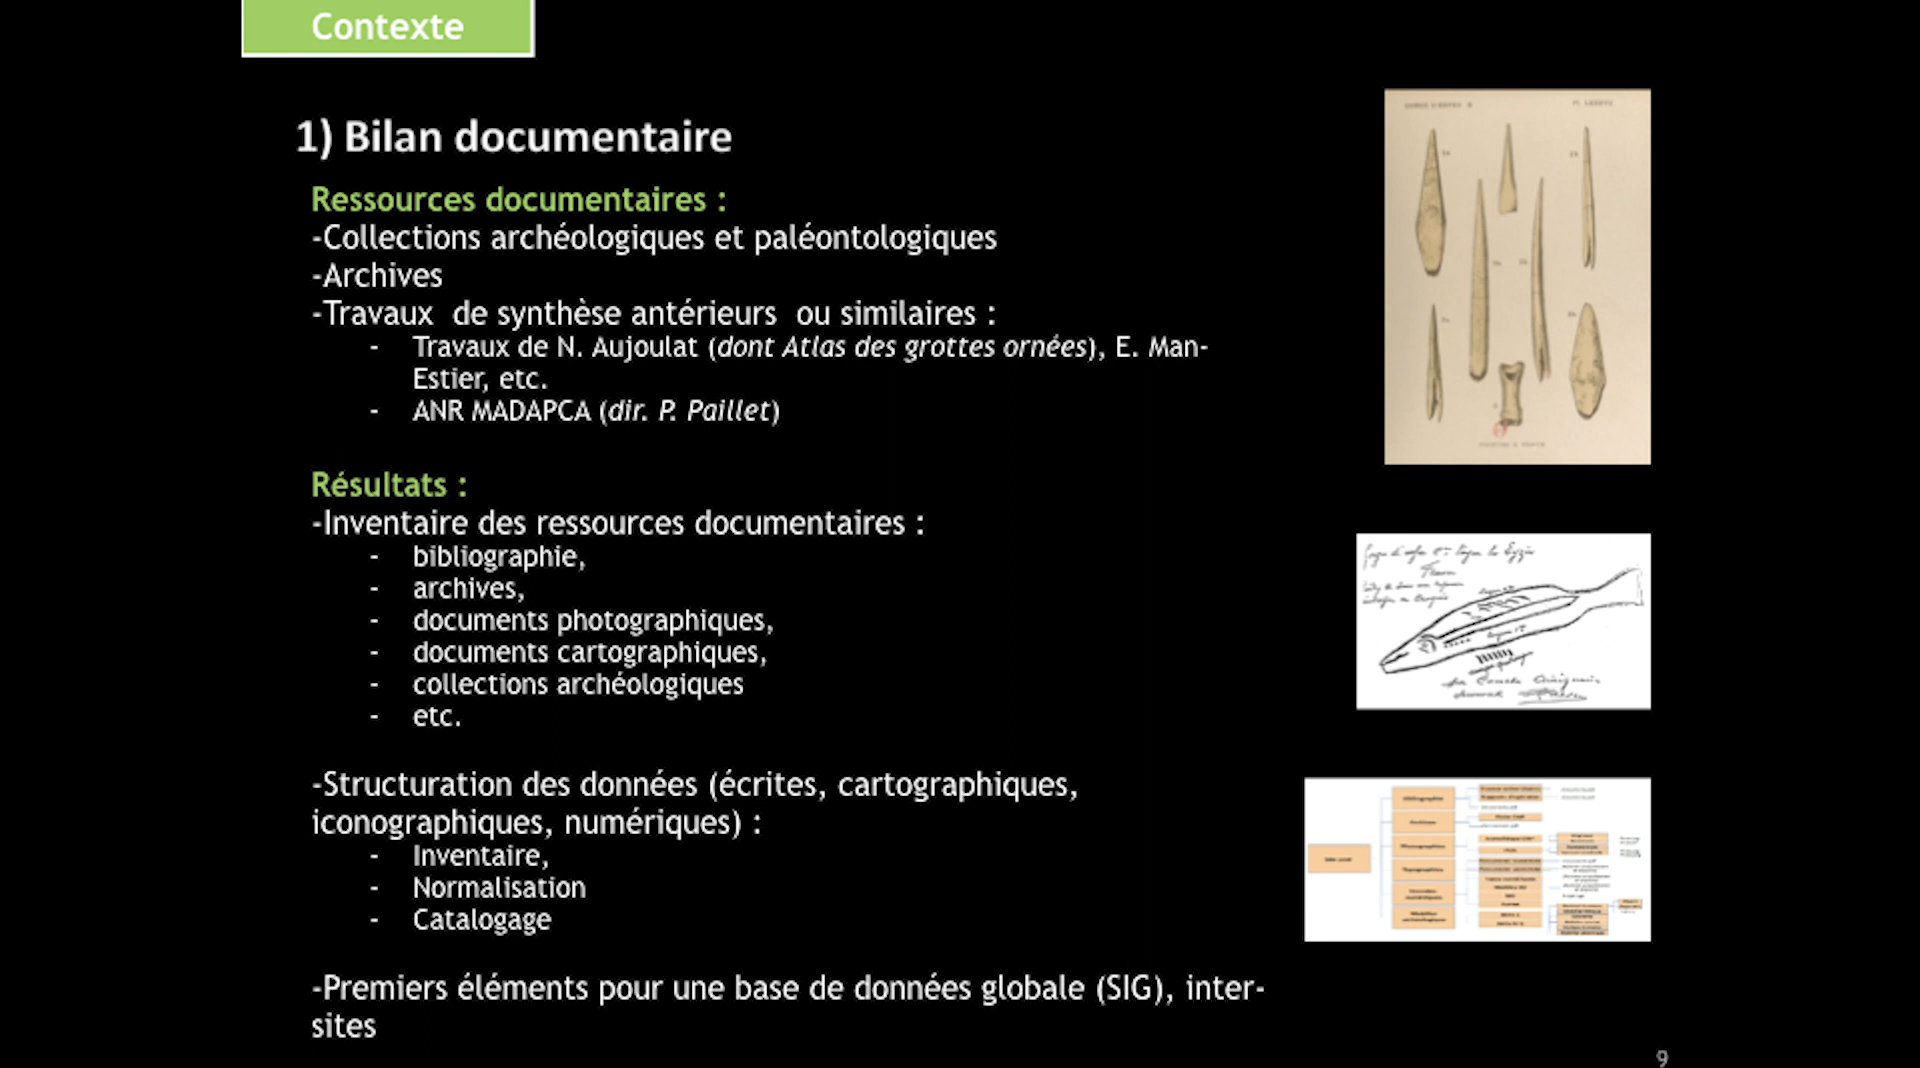 Contexte
1) Bilan documentaire
Ressources documentaires :
-Collections archéologiques et paléontologiques
-Archives
-Travaux  de synthèse antérieurs  ou similaires :
- Travaux de N. Aujoulat (dont Atlas des grottes ornées), E. Man-
Estier, etc.
- ANR MADAPCA (dir. P. Paillet)
Résultats :
-Inventaire des ressources documentaires :
- bibliographie,
- archives,
- documents photographiques,
- documents cartographiques,
- collections archéologiques
- etc.
-Structuration des données (écrites, cartographiques,
iconographiques, numériques) :
- Inventaire,
- Normalisation
- Catalogage
-Premiers éléments pour une base de données globale (SIG), inter-
sites
9